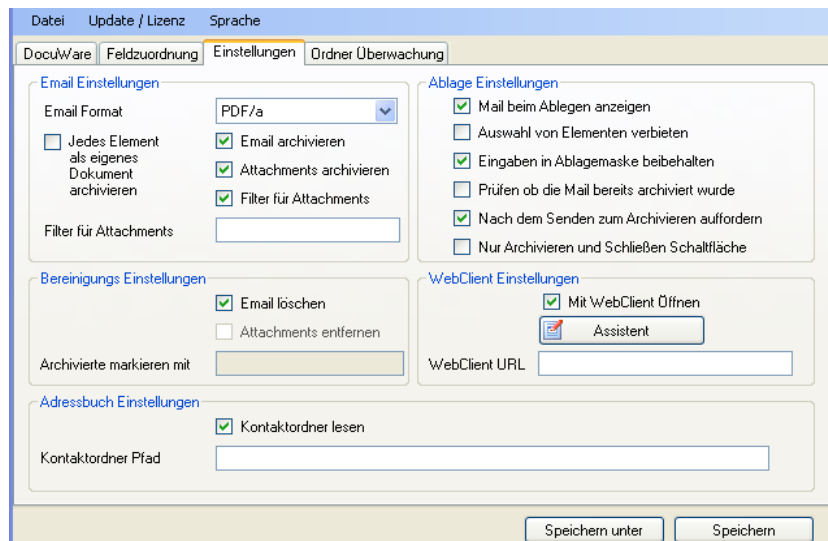 Datei Update / Lizenz Sprache
DocuWare Feldzuordnung Einstellungen Ordner Überwachung
Email Einstellungen
Email Format PDF/a
Jedes Element
als eigenes
Dokument
archivieren
Email archivieren
Attachments archivieren
Filter für Attachments
Filter für Attachments
Ablage Einstellungen
Mail beim Ablegen anzeigen
Auswahl von Elementen verbieten
Eingaben in Ablagemaske beibehalten
Prüfen ob die Mail bereits archiviert wurde
Nach dem Senden zum Archivieren auffordern
Nur Archivieren und Schließen Schaltfläche
Bereinigungs Einstellungen
Email löschen
Attachments entfernen
Archivierte markieren mit
WebClient Einstellungen
Mit WebClient Öffnen
Assistent
WebClient URL
Adressbuch Einstellungen
Kontaktordner lesen
Kontaktordner Pfad
Speichern unter Speichern